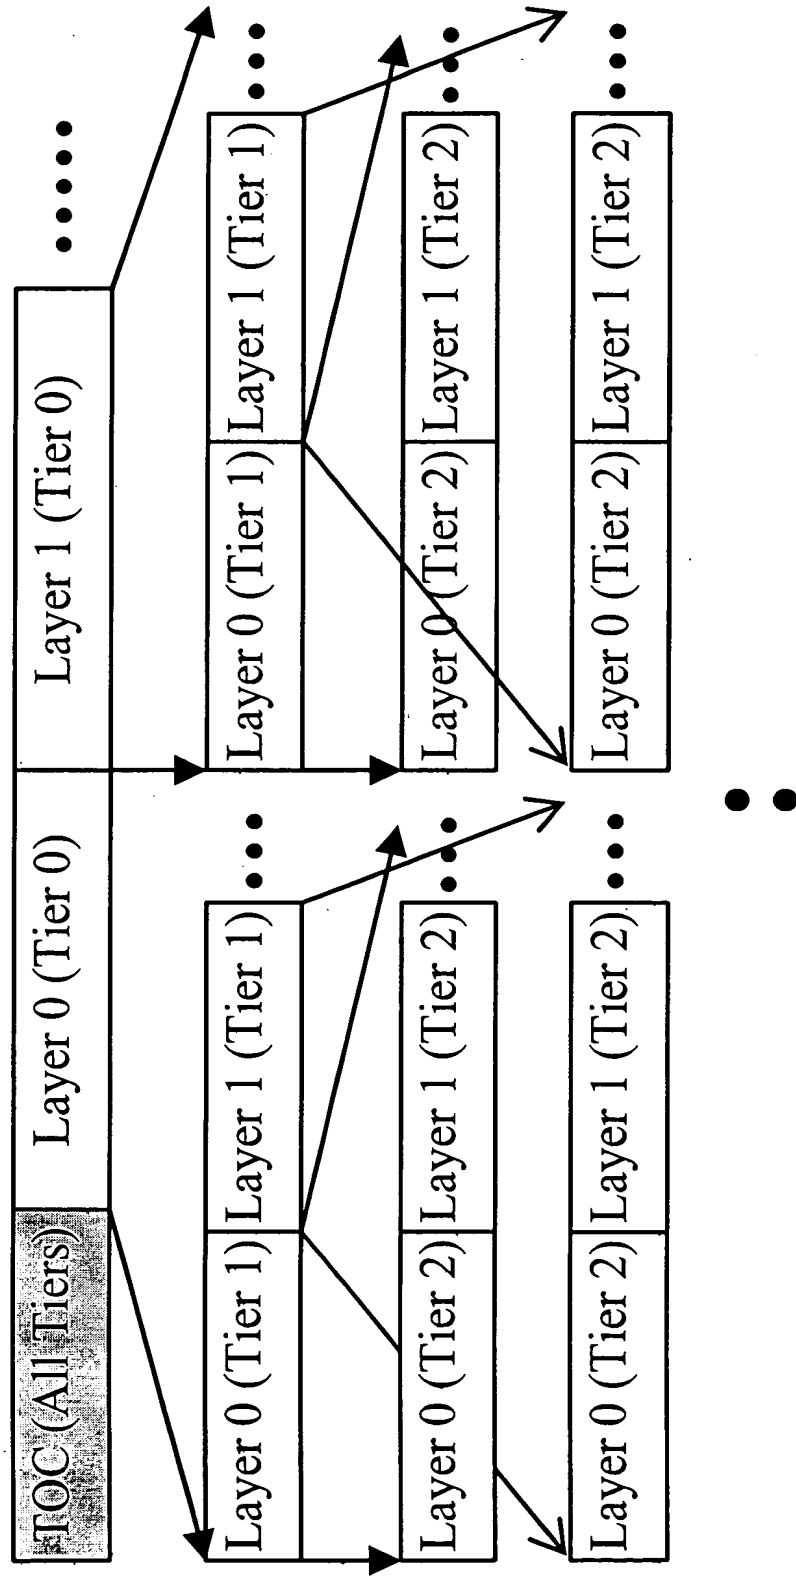 TOC (All Tiers)
Layer 0 (Tier 0)
Layer 1 (Tier 0)
Layer 0 (Tier 1)
Layer 1 (Tier 1)
Layer 0 (Tier 1)
Layer 1 (Tier 1)
Layer 0 (Tier 2)
Layer 1 (Tier 2)
Layer 0 (Tier 2)
Layer 1 (Tier 2)
Layer 0 (Tier 2)
Layer 1 (Tier 2)
Layer 0 (Tier 2)
Layer 1 (Tier 2)